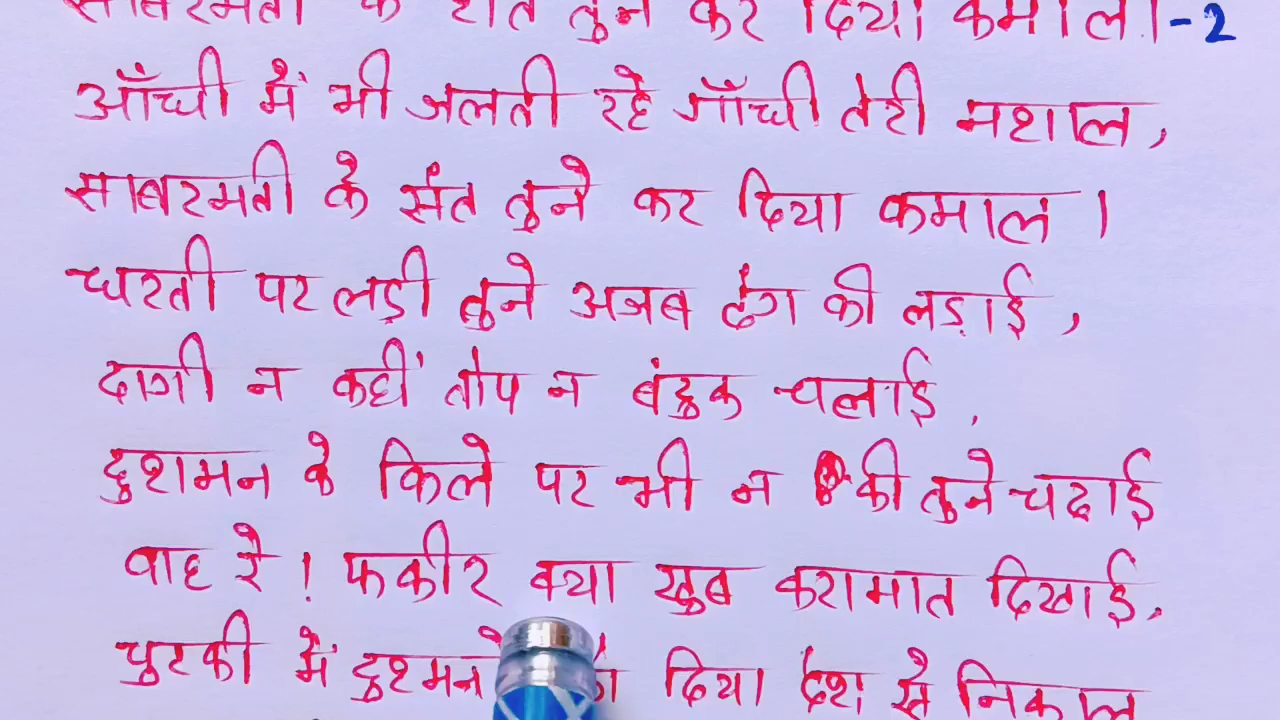 साबरमती के संत तुने कर दिया कमाल।-2
आँधी में भी जलती रहे गाँधी तेरी मशाल,
साबरमती के संत तुने कर दिया कमाल।
धरती पर लड़ी तुने अजब ढंग की लड़ाई,
दागी न कहीं तोप न बंदुक चलाई,
दुशमन के किले पर भी न की तुने चढाई
वाह रे! फकीर क्या खुब करामात दिखाई,
चुटकी में दुश्मन दिया देश से निकाल